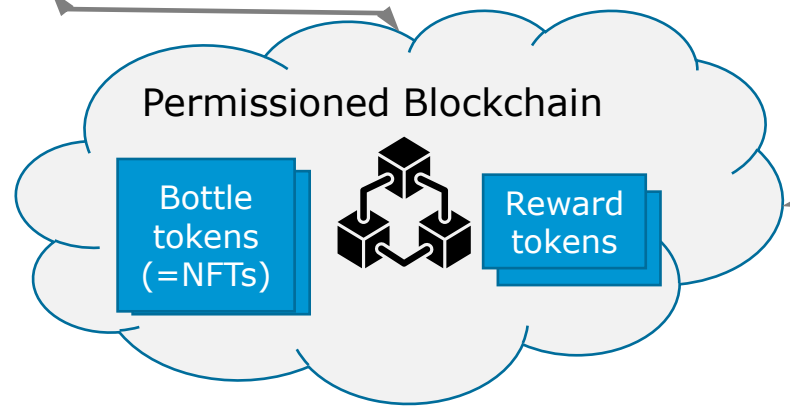 Permissioned Blockchain
Bottle
tokens
(=NFTs)
Reward
tokens